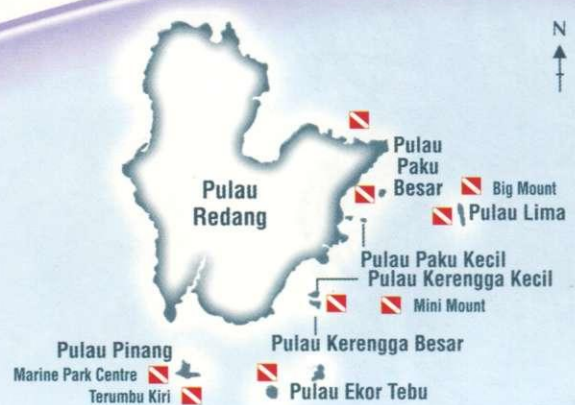 N
Pulau
Paku
Besar
Big Mount
Pulau Lima
Pulau
Redang
Pulau Paku Kecil
Pulau Kerengga Kecil
Mini Mount
Pulau Kerengga Besar
Pulau Pinang
Marine Park Centre
Terumbu Kiri
Pulau Ekor Tebu